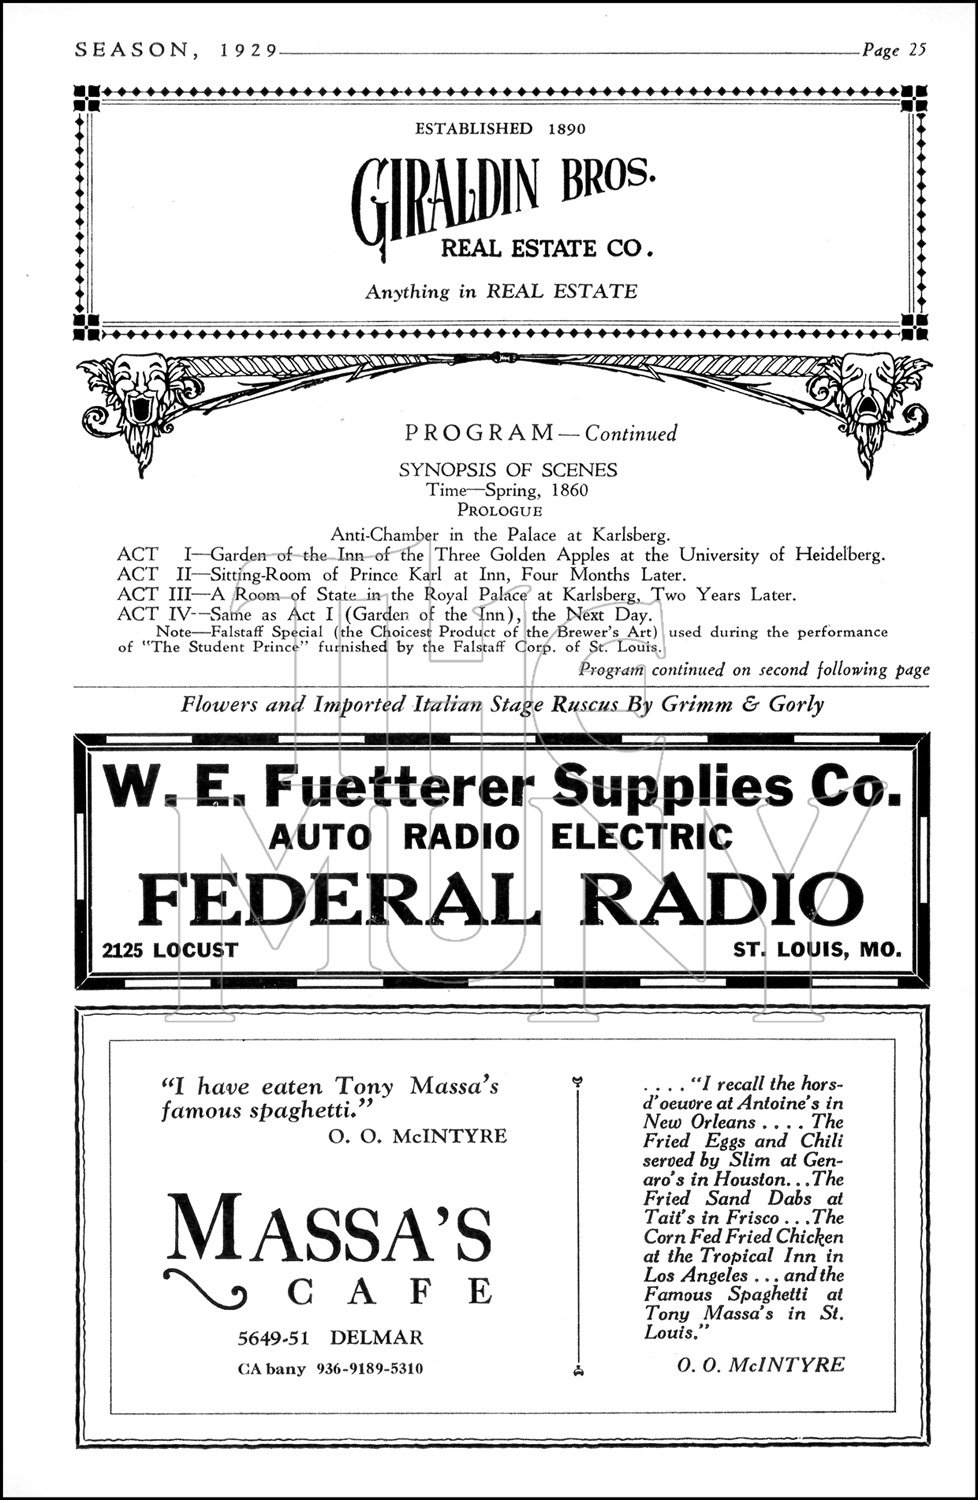 SEASON, 1929 Page 25
ESTABLISHED 1890
GIRALDIN BROS.
REAL ESTATE CO.
Anything in REAL ESTATE
PROGRAM—Continued
SYNOPSIS OF SCENES
Time—Spring, 1860
PROLOGUE
Anti-Chamber in the Palace at Karlsberg.
ACT I—Garden of the Inn of the Three Golden Apples at the University of Heidelberg.
ACT II—Sitting-Room of Prince Karl at Inn, Four Months Later.
ACT III—A Room of State in the Royal Palace at Karlsberg, Two Years Later.
ACT IV--Same as Act I (Garden of the Inn), the Next Day.
Note—Falstaff Special (the Choicest Product of the Brewer's Art) used during the performance
of "The Student Prince" furnished by the Falstaff Corp. of St. Louis.
Program continued on second following page
Flowers and Imported Italian Stage Ruscus By Grimm & Gorly
W. E. Fuetterer Supplies Co.
AUTO RADIO ELECTRIC
FEDERAL RADIO
2125 LOCUST ST. LOUIS, MO.
THE
MUNY
"I have eaten Tony Massa's
famous spaghetti."
O. O. McINTYRE
MASSA'S
CAFE
5649-51 DELMAR
CA bany 936-9189-5310
. . . . "I recall the hors-
d'oeuvre at Antoine's in
New Orleans . . . . The
Fried Eggs and Chili
served by Slim at Gen-
aro's in Houston. . .The
Fried Sand Dabs at
Tait's in Frisco . . .The
Corn Fed Fried Chicken
at the Tropical Inn in
Los Angeles . . . and the
Famous Spaghetti at
Tony Massa's in St.
Louis."
O. O. McINTYRE